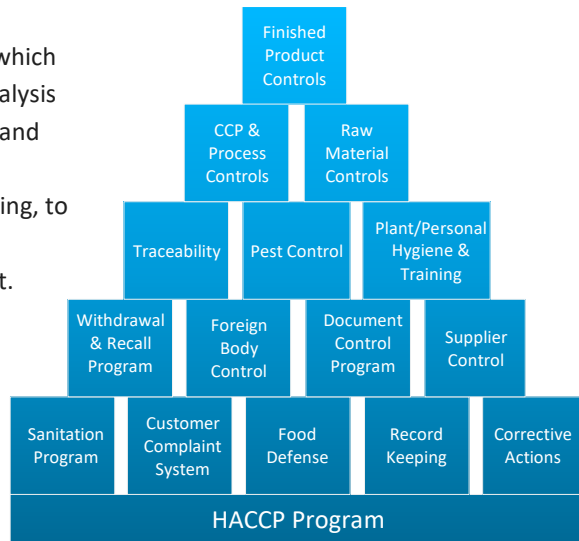 which
alysis
and
ing, to
t.
Finished
Product
Controls
CCP &
Process
Controls
Raw
Material
Controls
Traceability
Pest Control
Plant/Personal
Hygiene &
Training
Withdrawal
& Recall
Program
Foreign
Body
Control
Document
Control
Program
Supplier
Control
Sanitation
Program
Customer
Complaint
System
Food
Defense
Record
Keeping
Corrective
Actions
HACCP Program